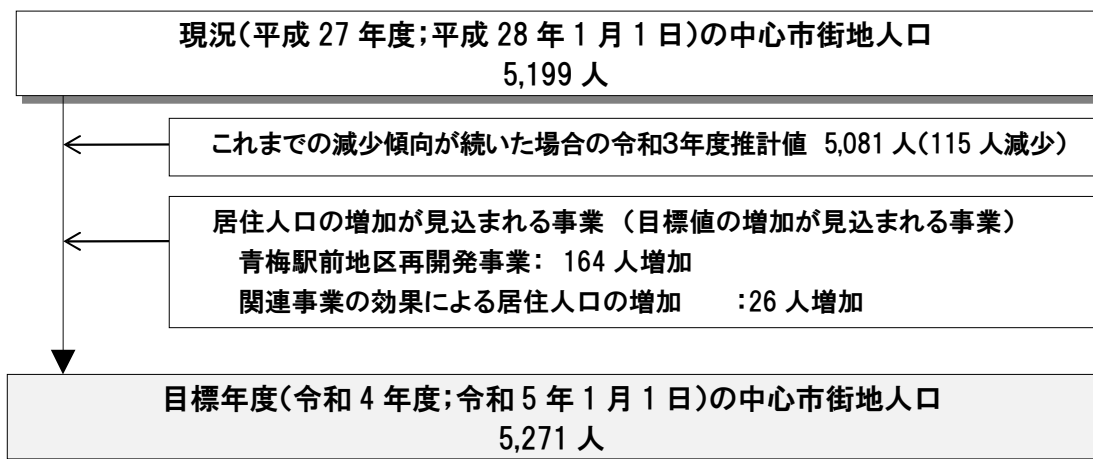 現況(平成 27 年度;平成 28 年 1 月 1 日)の中心市街地人口
5,199 人
これまでの減少傾向が続いた場合の令和３年度推計値 5,081 人(115 人減少)
居住人口の増加が見込まれる事業 (目標値の増加が見込まれる事業)
青梅駅前地区再開発事業: 164 人増加
関連事業の効果による居住人口の増加 :26 人増加
目標年度(令和 4 年度;令和 5 年 1 月 1 日)の中心市街地人口
5,271 人